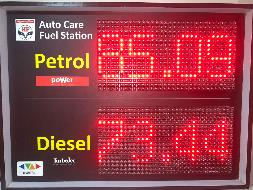 Auto Care
Fuel Station
Petrol 85.09
power
Diesel 73.44
Turbojet